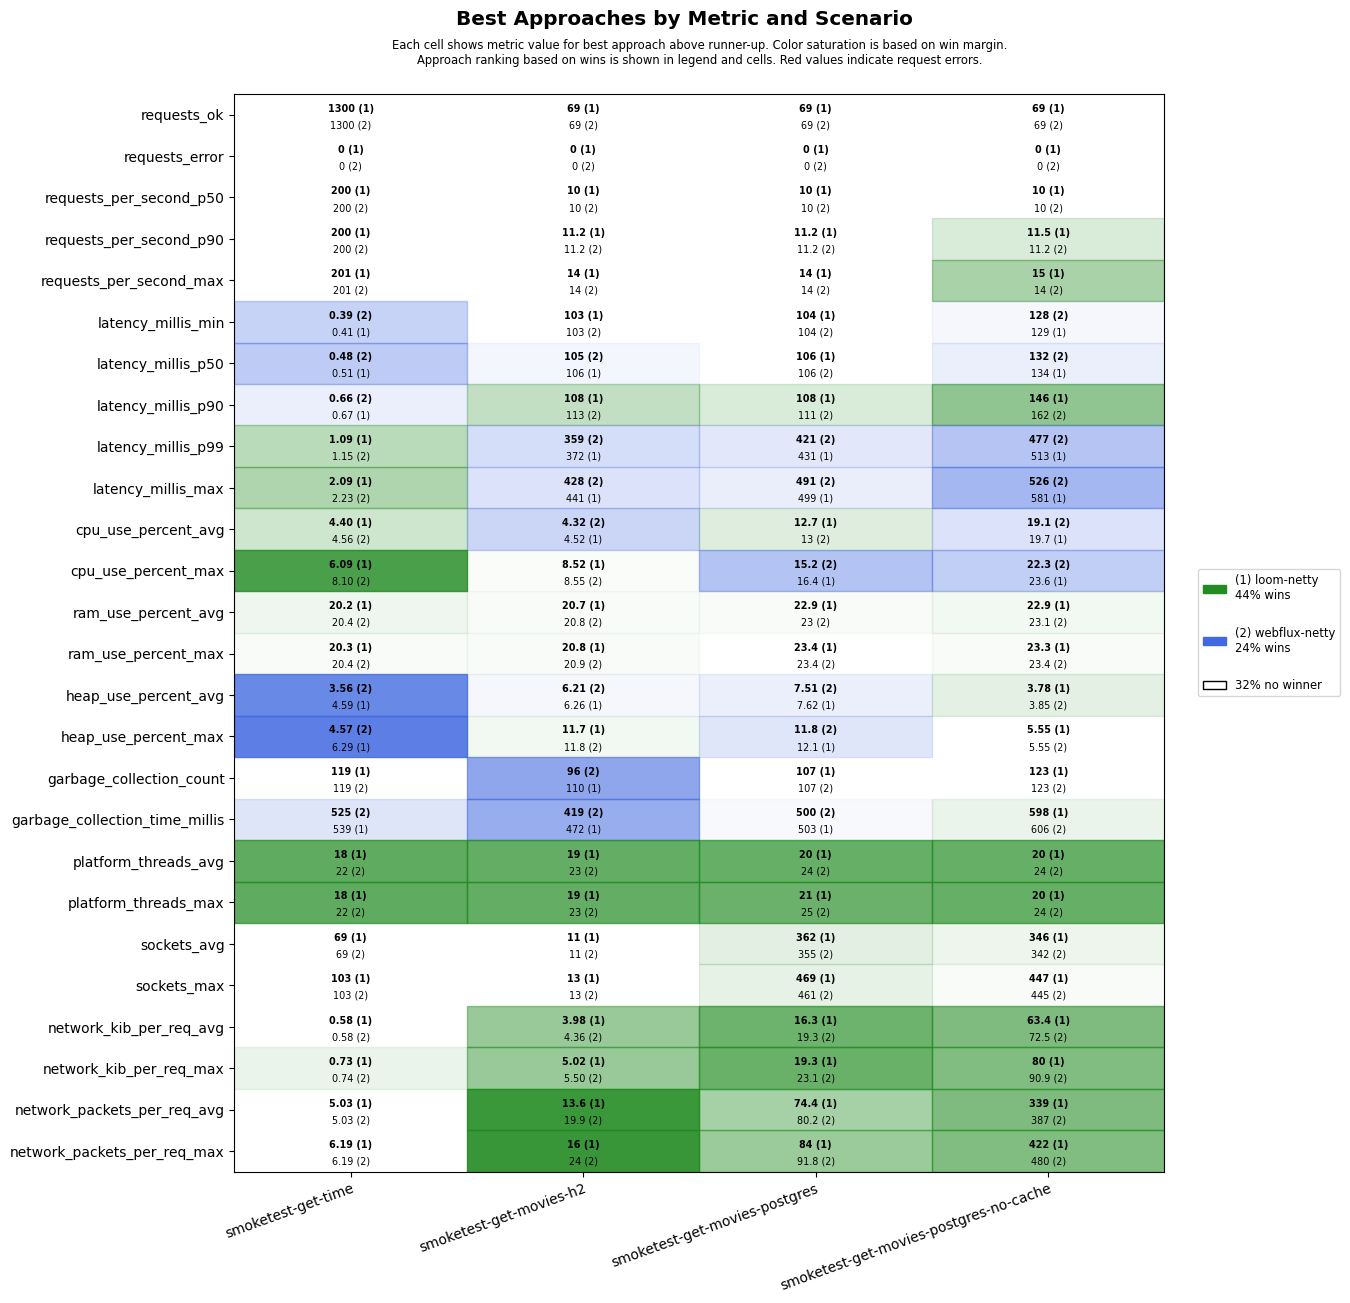 Best Approaches by Metric and Scenario
Each cell shows metric value for best approach above runner-up. Color saturation is based on win margin.
Approach ranking based on wins is shown in legend and cells. Red values indicate request errors.
requests_ok
1300 (1) 69 (1) 69 (1) 69 (1)
1300 (2) 69 (2) 69 (2) 69 (2)
requests_error
0 (1) 0 (1) 0 (1) 0 (1)
0 (2) 0 (2) 0 (2) 0 (2)
requests_per_second_p50
200 (1) 10 (1) 10 (1) 10 (1)
200 (2) 10 (2) 10 (2) 10 (2)
requests_per_second_p90
200 (1) 11.2 (1) 11.2 (1) 11.5 (1)
200 (2) 11.2 (2) 11.2 (2) 11.2 (2)
requests_per_second_max
201 (1) 14 (1) 14 (1) 15 (1)
201 (2) 14 (2) 14 (2) 14 (2)
latency_millis_min
0.39 (2) 103 (1) 104 (1) 128 (2)
0.41 (1) 103 (2) 104 (2) 129 (1)
latency_millis_p50
0.48 (2) 105 (2) 106 (1) 132 (2)
0.51 (1) 106 (1) 106 (2) 134 (1)
latency_millis_p90
0.66 (2) 108 (1) 108 (1) 146 (1)
0.67 (1) 113 (2) 111 (2) 162 (2)
latency_millis_p99
1.09 (1) 359 (2) 421 (2) 477 (2)
1.15 (2) 372 (1) 431 (1) 513 (1)
latency_millis_max
2.09 (1) 428 (2) 491 (2) 526 (2)
2.23 (2) 441 (1) 499 (1) 581 (1)
cpu_use_percent_avg
4.40 (1) 4.32 (2) 12.7 (1) 19.1 (2)
4.56 (2) 4.52 (1) 13 (2) 19.7 (1)
cpu_use_percent_max
6.09 (1) 8.52 (1) 15.2 (2) 22.3 (2)
8.10 (2) 8.55 (2) 16.4 (1) 23.6 (1)
ram_use_percent_avg
20.2 (1) 20.7 (1) 22.9 (1) 22.9 (1)
20.4 (2) 20.8 (2) 23 (2) 23.1 (2)
ram_use_percent_max
20.3 (1) 20.8 (1) 23.4 (1) 23.3 (1)
20.4 (2) 20.9 (2) 23.4 (2) 23.4 (2)
heap_use_percent_avg
3.56 (2) 6.21 (2) 7.51 (2) 3.78 (1)
4.59 (1) 6.26 (1) 7.62 (1) 3.85 (2)
heap_use_percent_max
4.57 (2) 11.7 (1) 11.8 (2) 5.55 (1)
6.29 (1) 11.8 (2) 12.1 (1) 5.55 (2)
garbage_collection_count
119 (1) 96 (2) 107 (1) 123 (1)
119 (2) 110 (1) 107 (2) 123 (2)
garbage_collection_time_millis
525 (2) 419 (2) 500 (2) 598 (1)
539 (1) 472 (1) 503 (1) 606 (2)
platform_threads_avg
18 (1) 19 (1) 20 (1) 20 (1)
22 (2) 23 (2) 24 (2) 24 (2)
platform_threads_max
18 (1) 19 (1) 21 (1) 20 (1)
22 (2) 23 (2) 25 (2) 24 (2)
sockets_avg
69 (1) 11 (1) 362 (1) 346 (1)
69 (2) 11 (2) 355 (2) 342 (2)
sockets_max
103 (1) 13 (1) 469 (1) 447 (1)
103 (2) 13 (2) 461 (2) 445 (2)
network_kib_per_req_avg
0.58 (1) 3.98 (1) 16.3 (1) 63.4 (1)
0.58 (2) 4.36 (2) 19.3 (2) 72.5 (2)
network_kib_per_req_max
0.73 (1) 5.02 (1) 19.3 (1) 80 (1)
0.74 (2) 5.50 (2) 23.1 (2) 90.9 (2)
network_packets_per_req_avg
5.03 (1) 13.6 (1) 74.4 (1) 339 (1)
5.03 (2) 19.9 (2) 80.2 (2) 387 (2)
network_packets_per_req_max
6.19 (1) 16 (1) 84 (1) 422 (1)
6.19 (2) 24 (2) 91.8 (2) 480 (2)
smoketest-get-time
smoketest-get-movies-h2
smoketest-get-movies-postgres
smoketest-get-movies-postgres-no-cache
(1) loom-netty
44% wins
(2) webflux-netty
24% wins
32% no winner